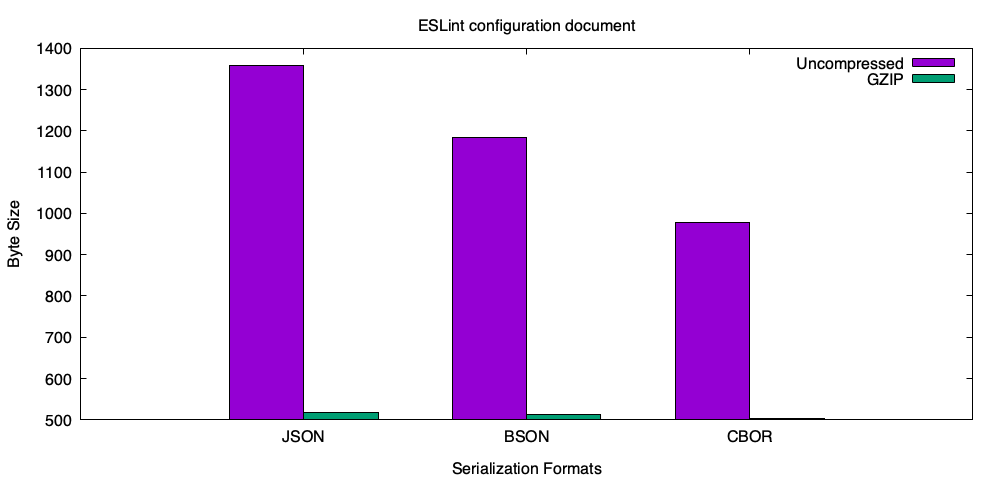 ESLint configuration document
Uncompressed
GZIP
1400
1300
1200
1100
1000
900
800
700
600
500
Byte Size
JSON
BSON
CBOR
Serialization Formats